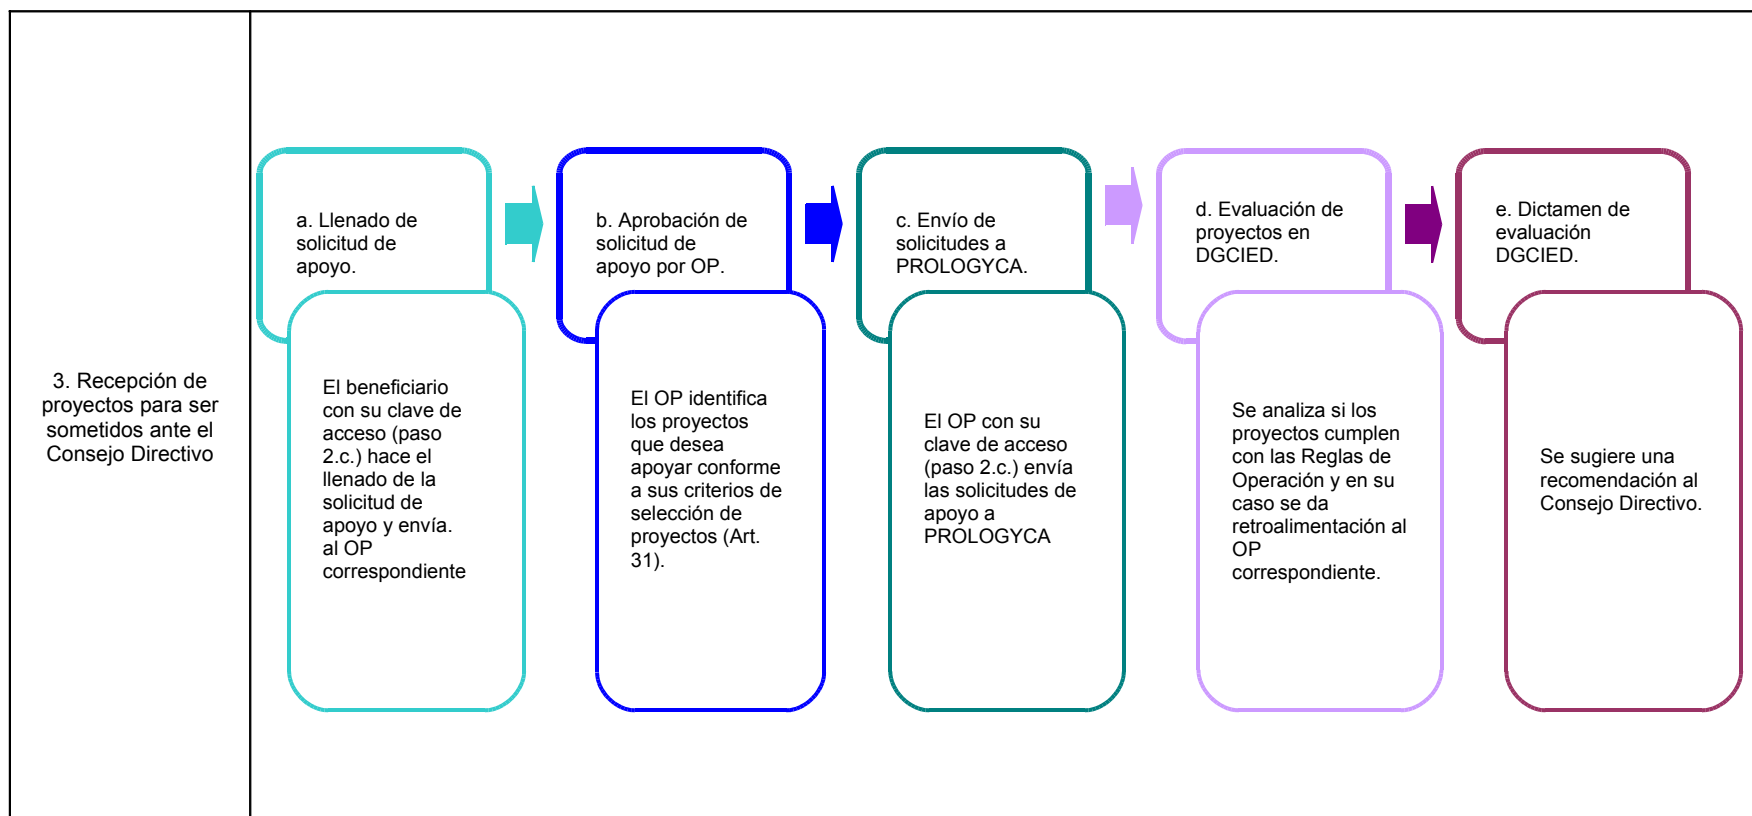 3. Recepción de
proyectos para ser
sometidos ante el
Consejo Directivo
a. Llenado de
solicitud de
apoyo.
El beneficiario
con su clave de
acceso (paso
2.c.) hace el
llenado de la
solicitud de
apoyo y envía.
al OP
correspondiente
b. Aprobación de
solicitud de
apoyo por OP.
El OP identifica
los proyectos
que desea
apoyar conforme
a sus criterios de
selección de
proyectos (Art.
31).
c. Envío de
solicitudes a
PROLOGYCA.
El OP con su
clave de acceso
(paso 2.c.) envía
las solicitudes de
apoyo a
PROLOGYCA
d. Evaluación de
proyectos en
DGCIED.
Se analiza si los
proyectos cumplen
con las Reglas de
Operación y en su
caso se da
retroalimentación al
OP
correspondiente.
e. Dictamen de
evaluación
DGCIED.
Se sugiere una
recomendación al
Consejo Directivo.